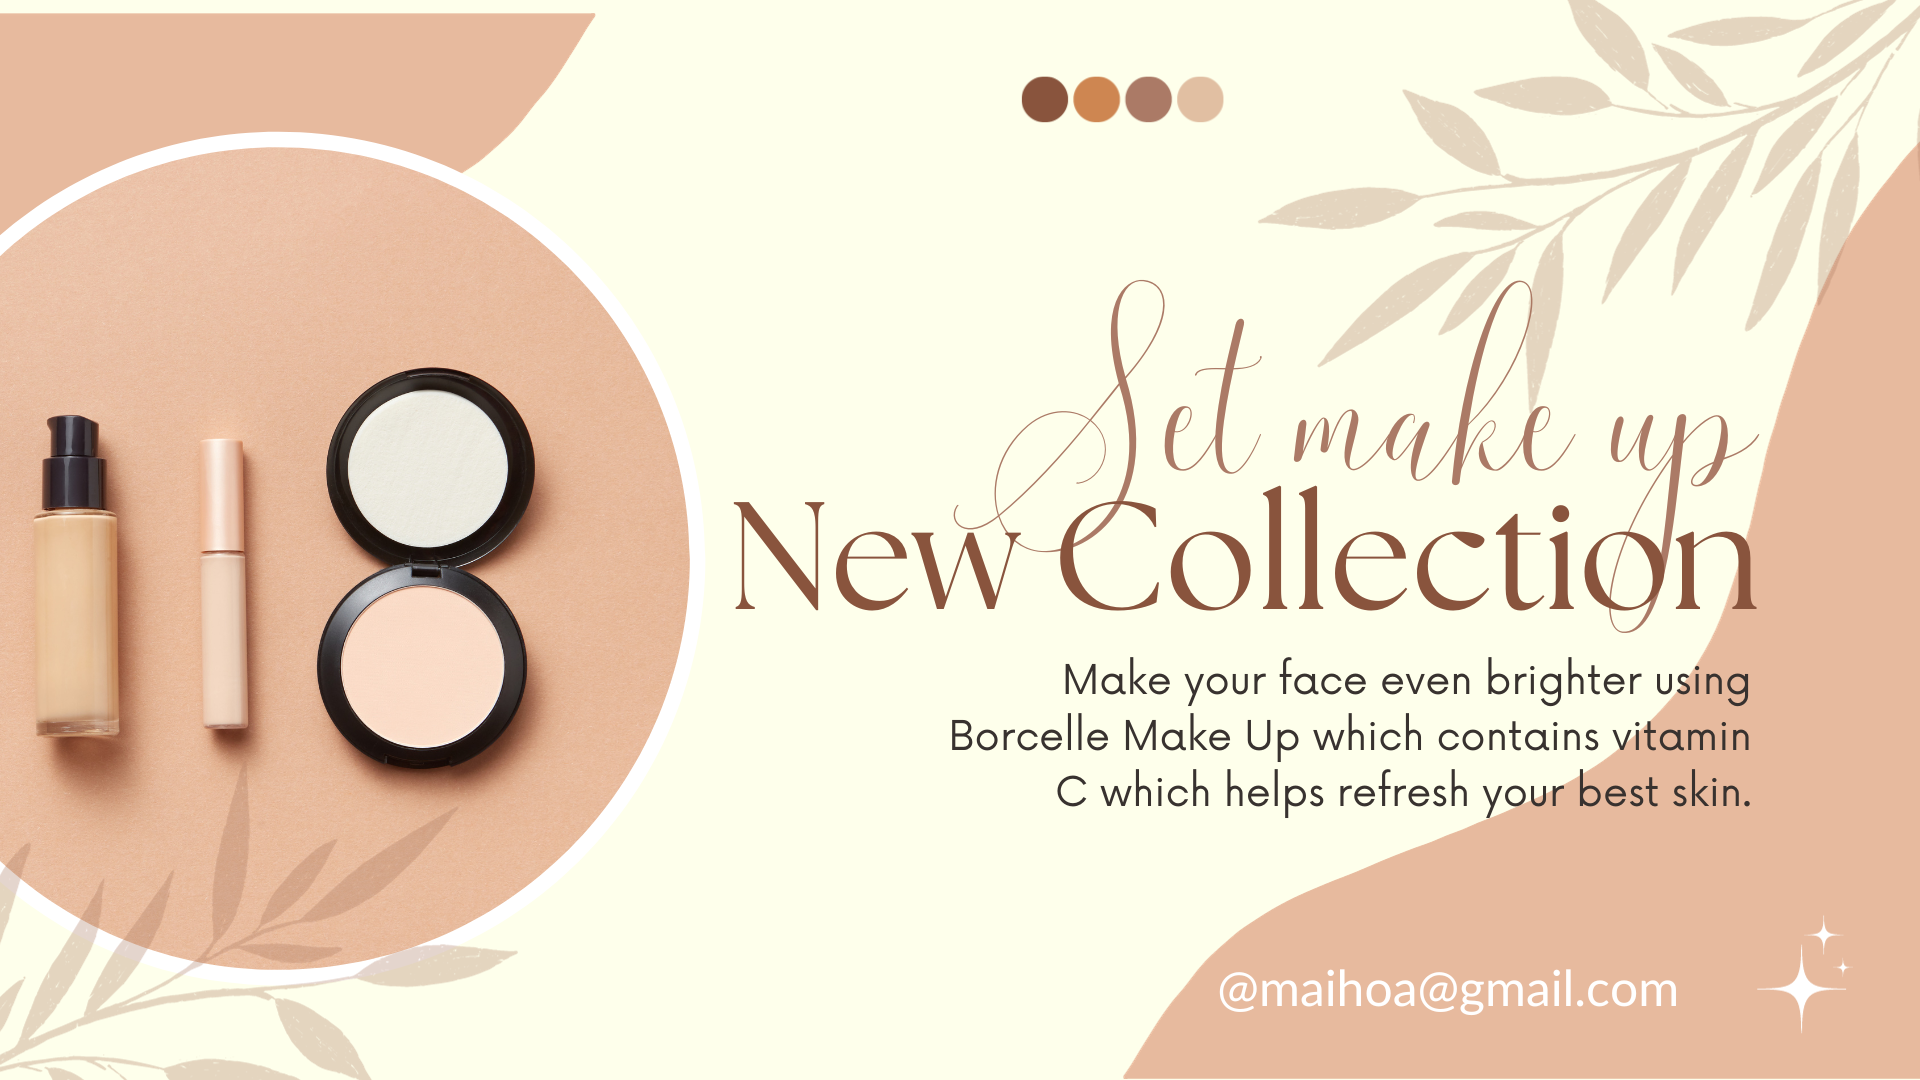 Set make up
New Collection
Make your face even brighter using
Borcelle Make Up which contains vitamin
C which helps refresh your best skin.
@maihoa@gmail.com